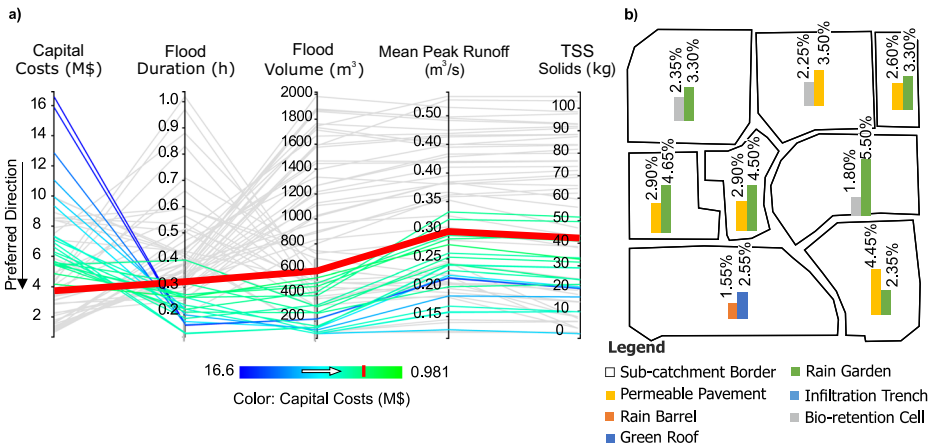 a)
Capital
Costs (M$)
Flood
Duration (h)
Flood
Volume (m³)
Mean Peak Runoff
(m³/s)
TSS
Solids (kg)
Preferred Direction
16
14
12
10
8
6
4
2
1.0
0.9
0.8
0.7
0.6
0.5
0.4
0.3
0.2
2000
1800
1600
1400
1200
1000
800
600
400
200
0.50
0.40
0.35
0.30
0.25
0.20
0.15
100
90
80
70
60
50
40
30
20
10
0
16.6
0.981
Color: Capital Costs (M$)
b)
2.35%
3.30%
2.25%
3.50%
2.60%
3.30%
2.90%
4.65%
2.90%
4.50%
1.80%
5.50%
1.55%
2.55%
4.45%
2.35%
Legend
Sub-catchment Border
Rain Garden
Permeable Pavement
Infiltration Trench
Rain Barrel
Bio-retention Cell
Green Roof